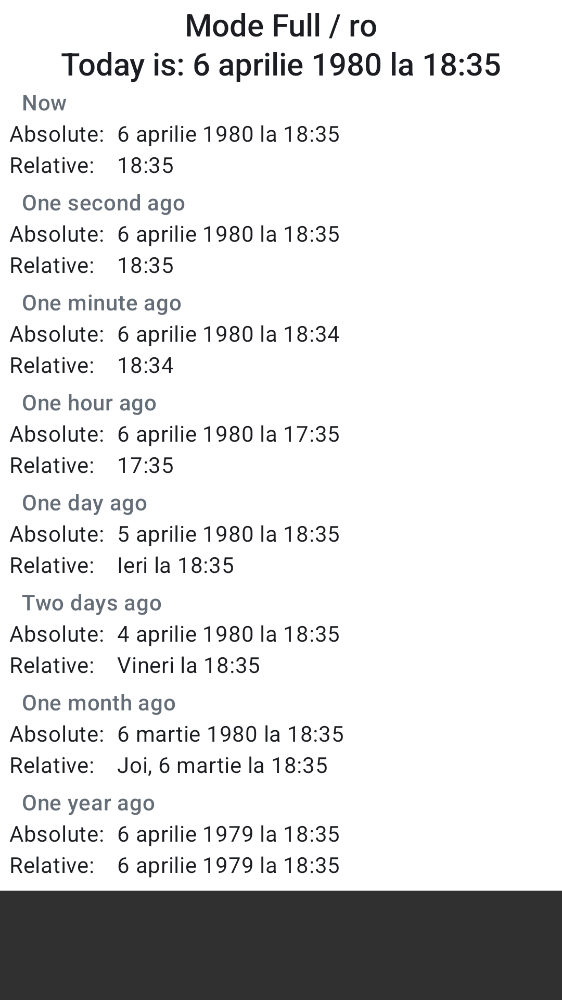 Mode Full / ro
Today is: 6 aprilie 1980 la 18:35
Now
Absolute: 6 aprilie 1980 la 18:35
Relative: 18:35
One second ago
Absolute: 6 aprilie 1980 la 18:35
Relative: 18:35
One minute ago
Absolute: 6 aprilie 1980 la 18:34
Relative: 18:34
One hour ago
Absolute: 6 aprilie 1980 la 17:35
Relative: 17:35
One day ago
Absolute: 5 aprilie 1980 la 18:35
Relative: Ieri la 18:35
Two days ago
Absolute: 4 aprilie 1980 la 18:35
Relative: Vineri la 18:35
One month ago
Absolute: 6 martie 1980 la 18:35
Relative: Joi, 6 martie la 18:35
One year ago
Absolute: 6 aprilie 1979 la 18:35
Relative: 6 aprilie 1979 la 18:35